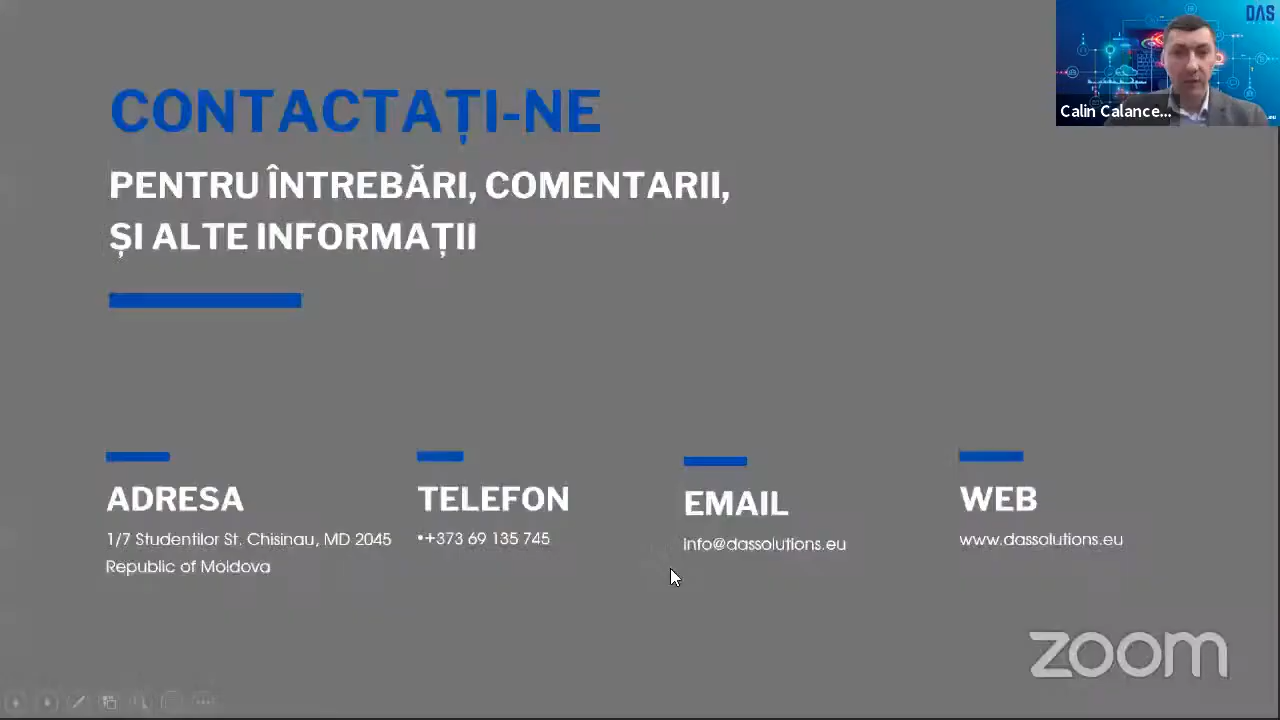 CONTACTAȚI-NE
PENTRU ÎNTREBĂRI, COMENTARII,
ȘI ALTE INFORMAȚII
ADRESA
1/7 Studentilor St. Chisinau, MD 2045
Republic of Moldova
TELEFON
•+373 69 135 745
EMAIL
info@dassolutions.eu
WEB
www.dassolutions.eu
DAS
Calin Calance...
zoom